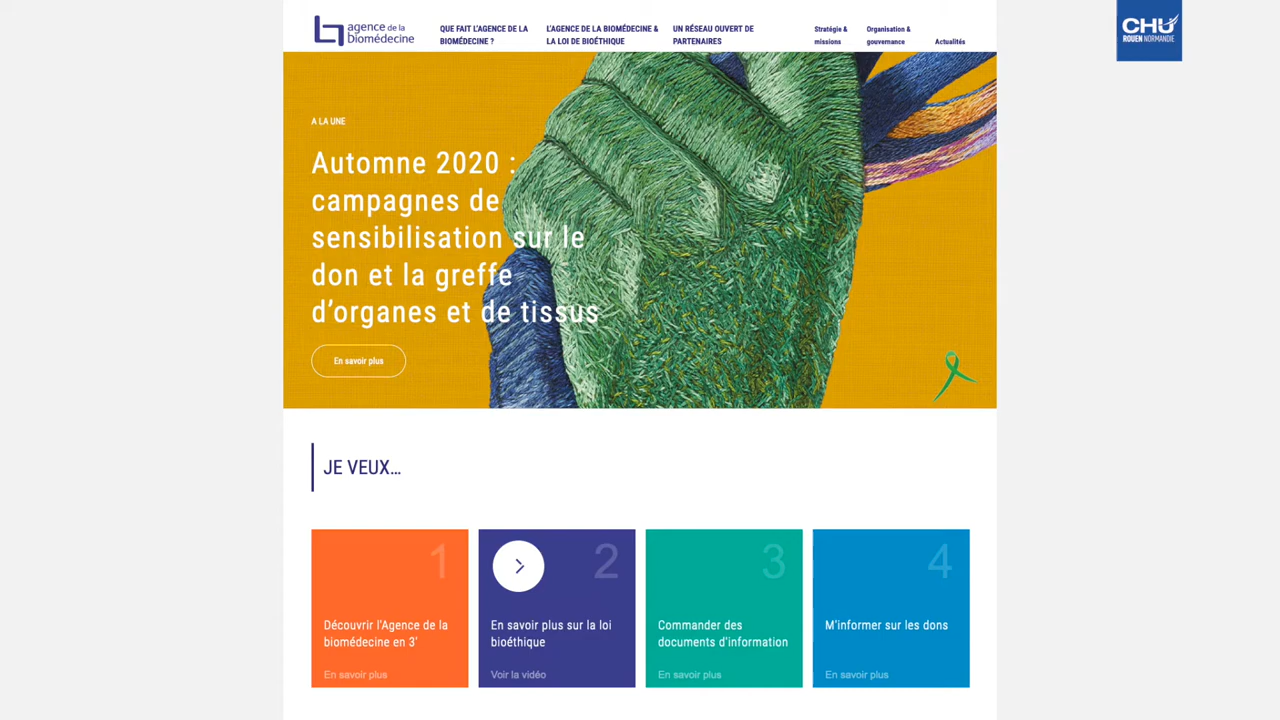 agence de la
biomédecine
QUE FAIT L'AGENCE DE LA
BIOMÉDECINE ?
L'AGENCE DE LA BIOMÉDECINE &
LA LOI DE BIOÉTHIQUE
UN RÉSEAU OUVERT DE
PARTENAIRES
Stratégie &
missions
Organisation &
gouvernance
Actualités
CHU
ROUEN NORMANDIE
A LA UNE
Automne 2020 :
campagnes de
sensibilisation sur le
don et la greffe
d'organes et de tissus
En savoir plus
JE VEUX...
1
Découvrir l'Agence de la
biomédecine en 3'
En savoir plus
2
En savoir plus sur la loi
bioéthique
Voir la vidéo
3
Commander des
documents d'information
En savoir plus
4
M'informer sur les dons
En savoir plus